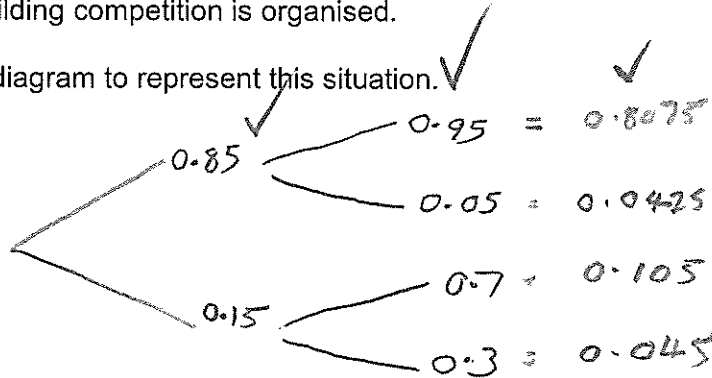 ilding competition is organised.
diagram to represent this situation.
0.95 = 0.8075
0.85
0.05 = 0.0425
0.7 = 0.105
0.15
0.3 = 0.045